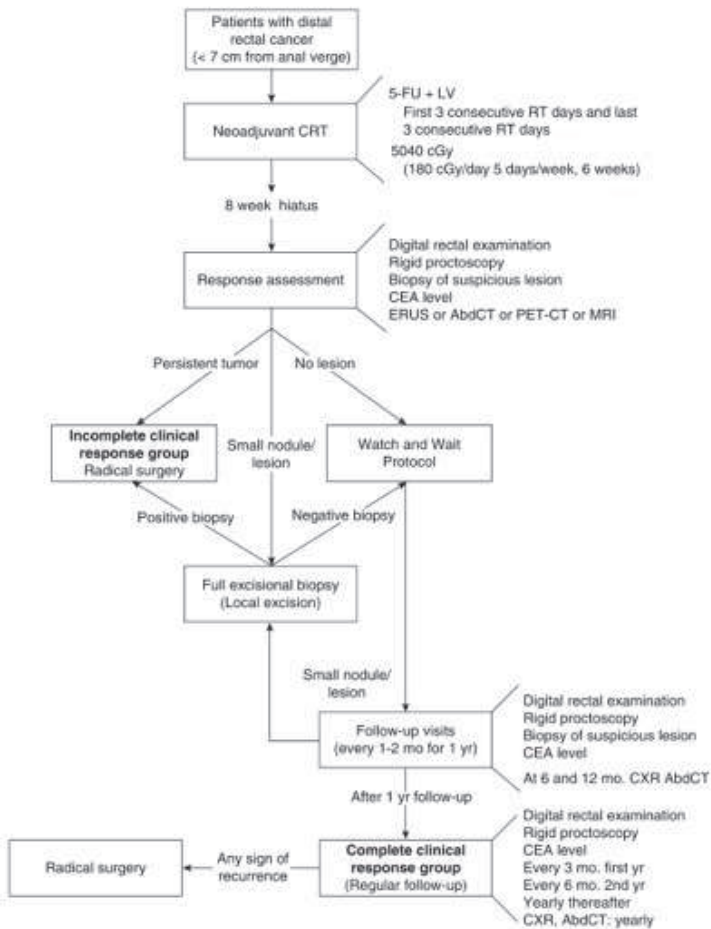 Patients with distal
rectal cancer
(< 7 cm from anal verge)
5-FU + LV
First 3 consecutive RT days and last
3 consecutive RT days
5040 cGy
(180 cGy/day 5 days/week, 6 weeks)
Neoadjuvant CRT
8 week hiatus
Response assessment
Digital rectal examination
Rigid proctoscopy
Biopsy of suspicious lesion
CEA level
ERUS or AbdCT or PET-CT or MRI
Persistent tumor
No lesion
Incomplete clinical
response group
Radical surgery
Small nodule/
lesion
Watch and Wait
Protocol
Positive biopsy
Negative biopsy
Full excisional biopsy
(Local excision)
Small nodule/
lesion
Follow-up visits
(every 1-2 mo for 1 yr)
Digital rectal examination
Rigid proctoscopy
Biopsy of suspicious lesion
CEA level
At 6 and 12 mo. CXR AbdCT
After 1 yr follow-up
Radical surgery
Any sign of
recurrence
Complete clinical
response group
(Regular follow-up)
Digital rectal examination
Rigid proctoscopy
CEA level
Every 3 mo. first yr
Every 6 mo. 2nd yr
Yearly thereafter
CXR, AbdCT: yearly